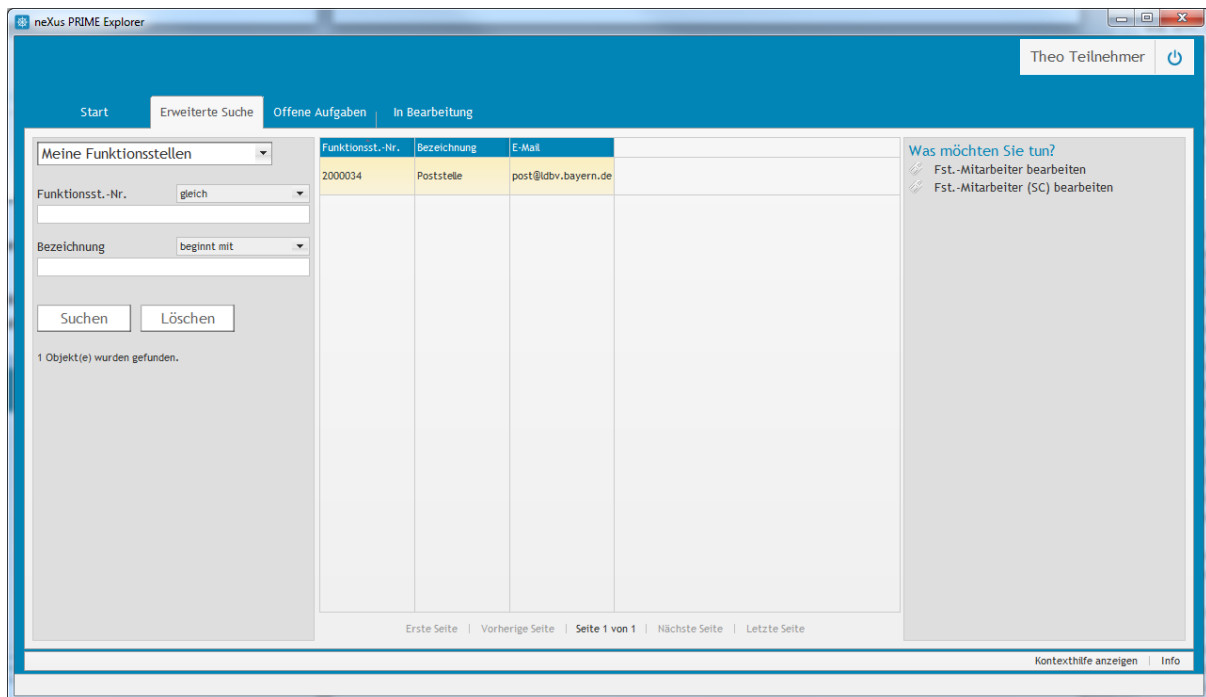 neXus PRIME Explorer
Theo Teilnehmer
Start
Erweiterte Suche
Offene Aufgaben
In Bearbeitung
Meine Funktionsstellen
Funktionsst.-Nr.
gleich
Bezeichnung
beginnt mit
Suchen
Löschen
1 Objekt(e) wurden gefunden.
Funktionsst.-Nr. Bezeichnung E-Mail
2000034 Poststelle post@ldbv.bayern.de
Erste Seite | Vorherige Seite | Seite 1 von 1 | Nächste Seite | Letzte Seite
Was möchten Sie tun?
Fst.-Mitarbeiter bearbeiten
Fst.-Mitarbeiter (SC) bearbeiten
Kontexthilfe anzeigen | Info